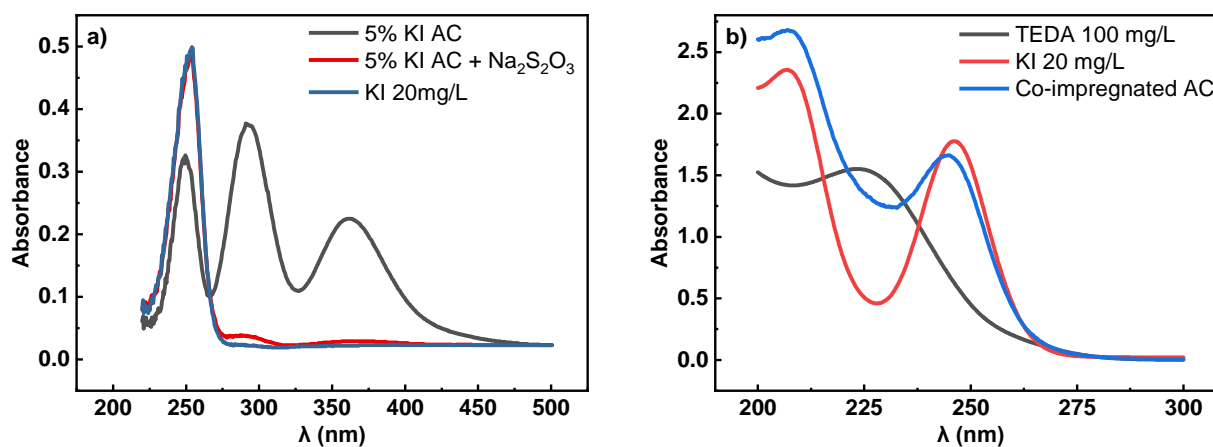 a)
5% KI AC
5% KI AC + Na₂S₂O₃
KI 20mg/L
Absorbance
0.5
0.4
0.3
0.2
0.1
0.0
200 250 300 350 400 450 500
λ (nm)
b)
TEDA 100 mg/L
KI 20 mg/L
Co-impregnated AC
Absorbance
2.5
2.0
1.5
1.0
0.5
0.0
200 225 250 275 300
λ (nm)